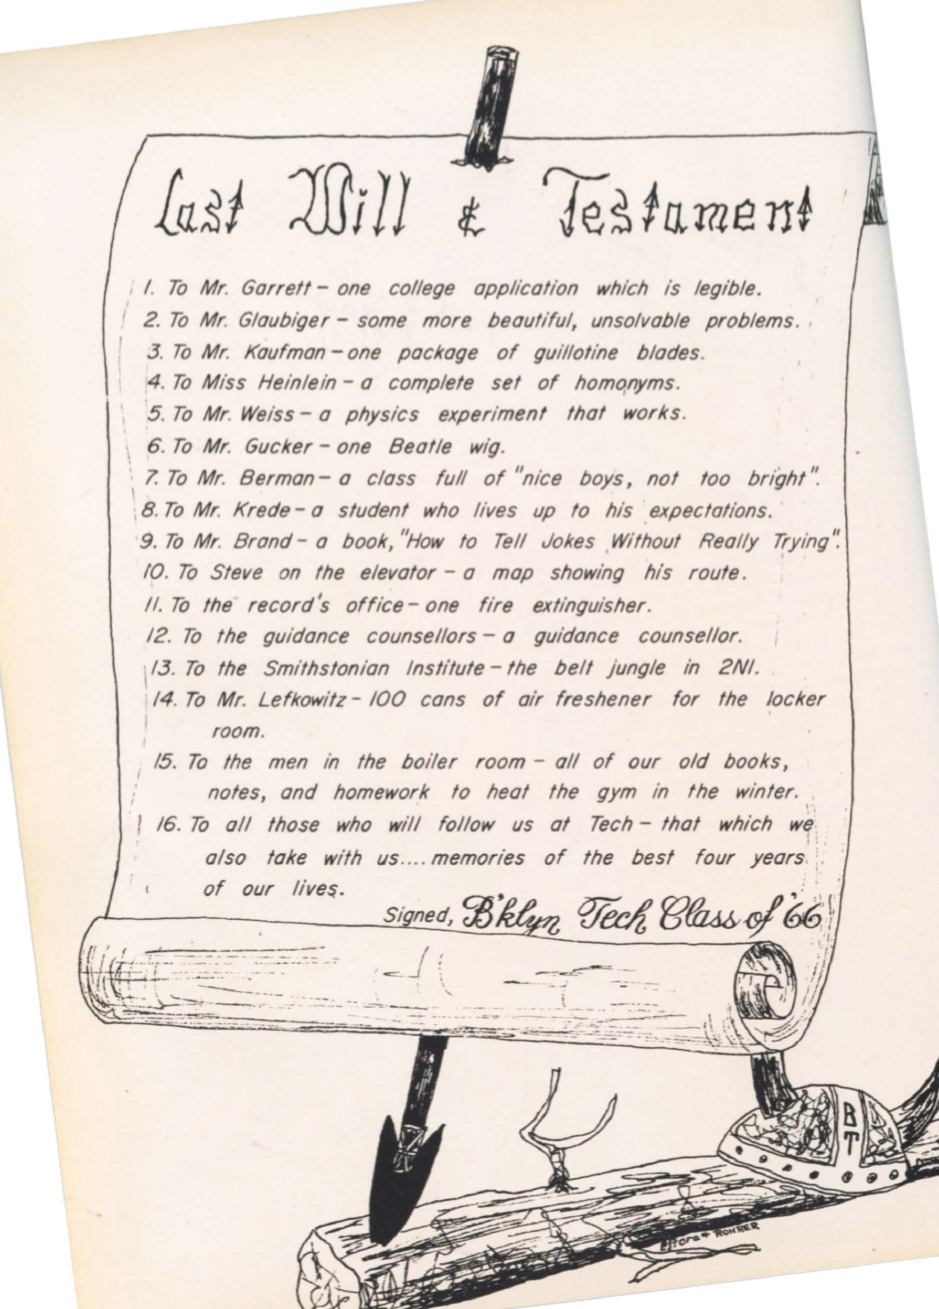 Last Will & Testament
1. To Mr. Garrett – one college application which is legible.
2. To Mr. Glaubiger – some more beautiful, unsolvable problems.
3. To Mr. Kaufman – one package of guillotine blades.
4. To Miss Heinlein – a complete set of homonyms.
5. To Mr. Weiss – a physics experiment that works.
6. To Mr. Gucker – one Beatle wig.
7. To Mr. Berman – a class full of "nice boys, not too bright".
8. To Mr. Krede – a student who lives up to his expectations.
9. To Mr. Brand – a book, "How to Tell Jokes Without Really Trying".
10. To Steve on the elevator – a map showing his route.
11. To the record's office – one fire extinguisher.
12. To the guidance counsellors – a guidance counsellor.
13. To the Smithstonian Institute – the belt jungle in 2N1.
14. To Mr. Lefkowitz – 100 cans of air freshener for the locker
room.
15. To the men in the boiler room – all of our old books,
notes, and homework to heat the gym in the winter.
16. To all those who will follow us at Tech – that which we
also take with us.... memories of the best four years
of our lives.
Signed, B'klyn Tech Class of '66
BT
ROHRER